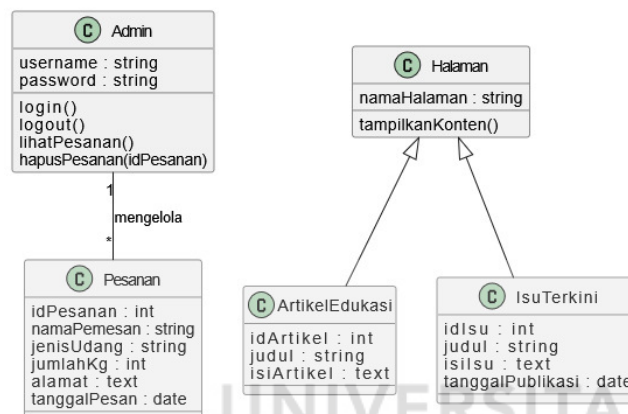 C Admin
username : string
password : string
login()
logout()
lihatPesanan()
hapusPesanan(idPesanan)
1
mengelola
*
C Pesanan
idPesanan : int
namaPemesan : string
jenisUdang : string
jumlahKg : int
alamat : text
tanggalPesan : date
C Halaman
namaHalaman : string
tampilkanKonten()
C ArtikelEdukasi
idArtikel : int
judul : string
isiArtikel : text
C IsuTerkini
idIsu : int
judul : string
isiIsu : text
tanggalPublikasi : date
UNIVERSITA